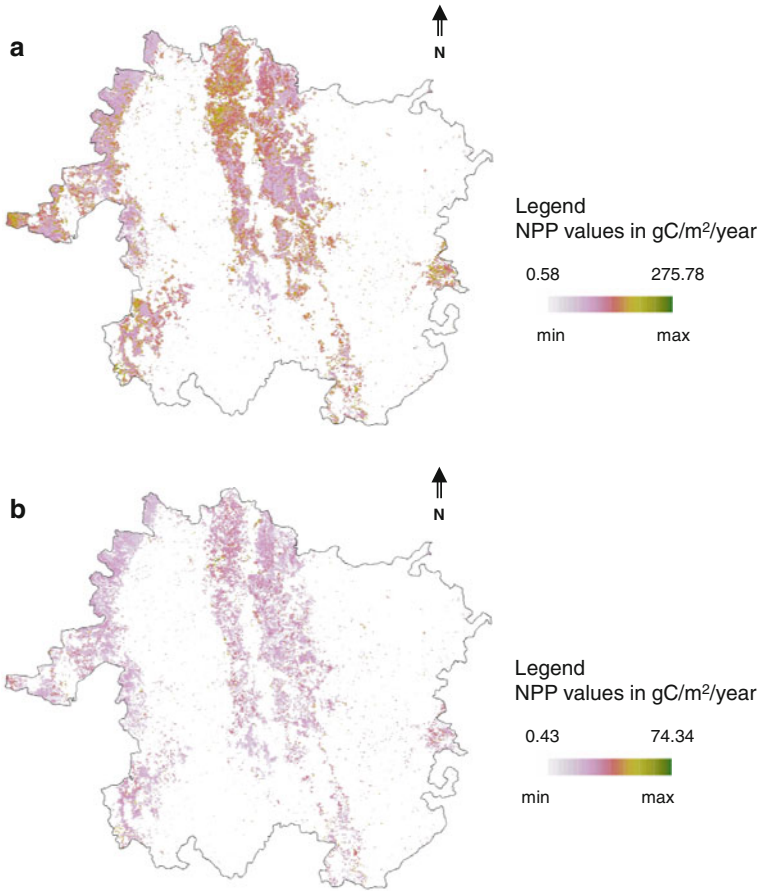 a
N
Legend
NPP values in gC/m²/year
0.58 275.78
min max
b
N
Legend
NPP values in gC/m²/year
0.43 74.34
min max